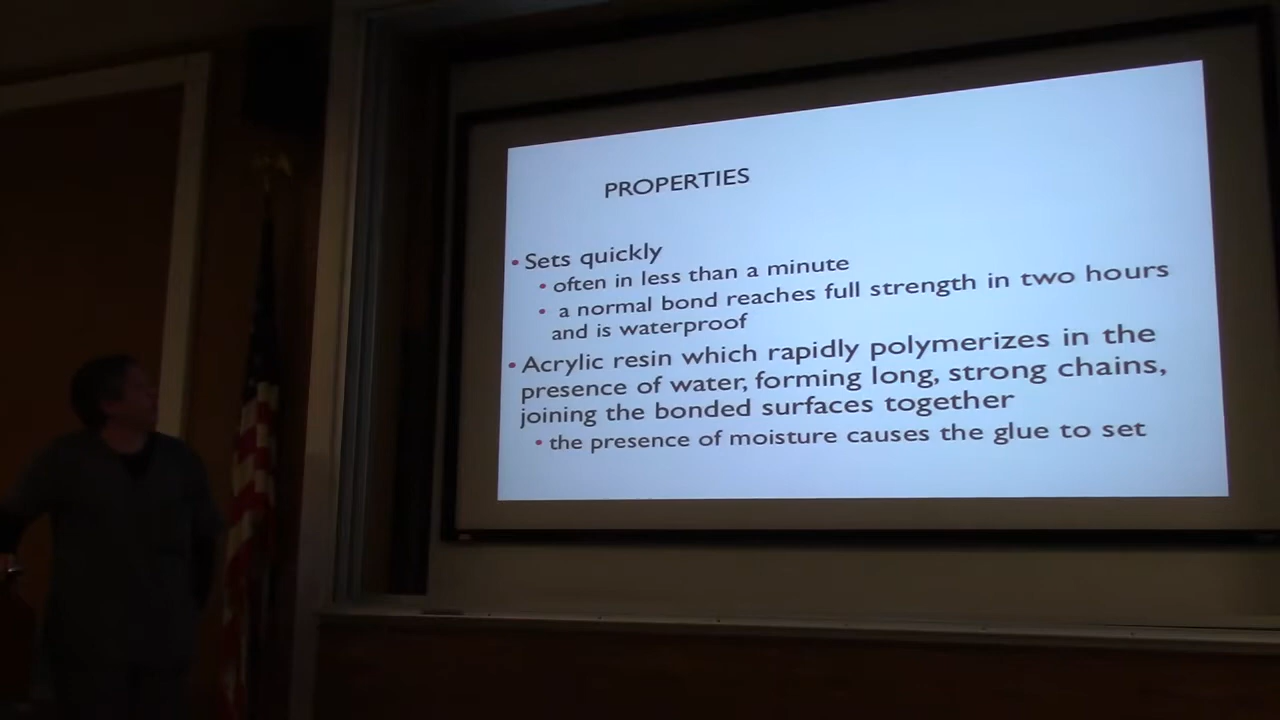 PROPERTIES
• Sets quickly
• often in less than a minute
• a normal bond reaches full strength in two hours
and is waterproof
• Acrylic resin which rapidly polymerizes in the
presence of water, forming long, strong chains,
joining the bonded surfaces together
• the presence of moisture causes the glue to set